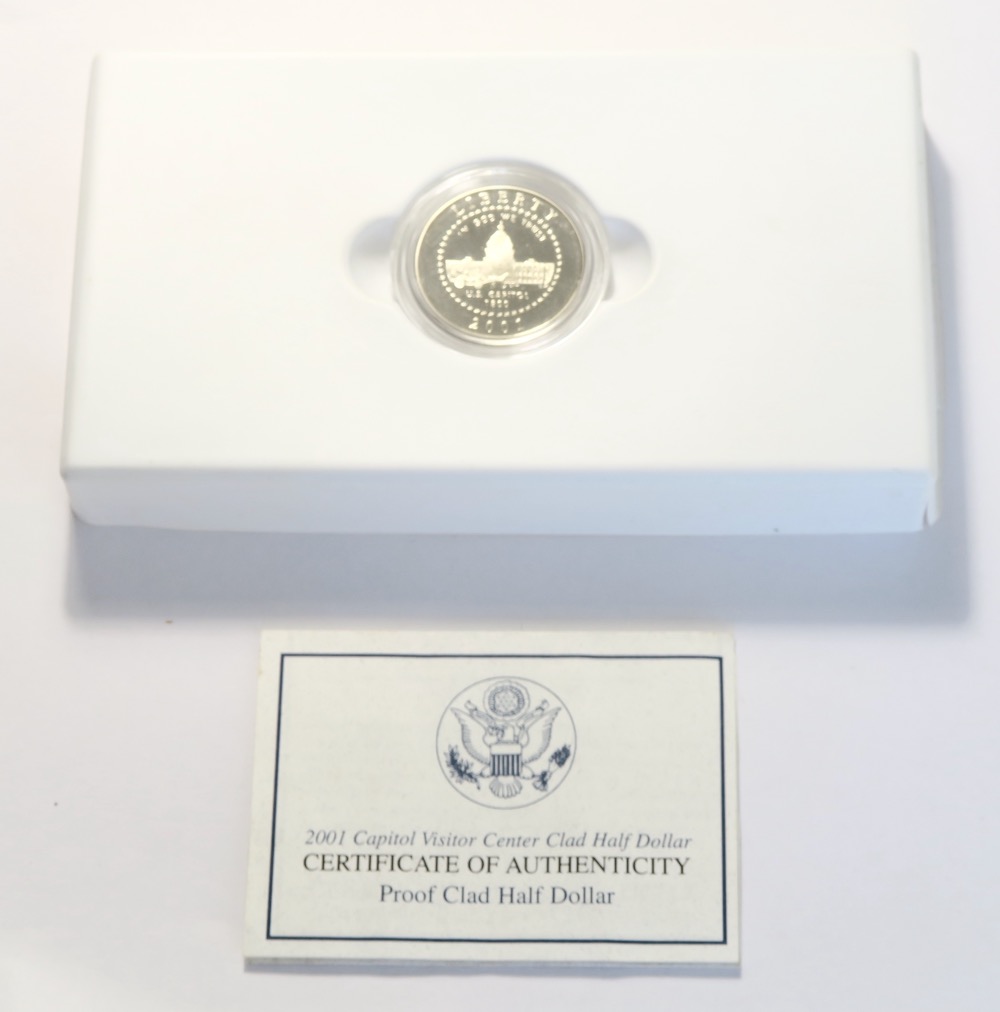 LIBERTY
IN GOD WE TRUST
U.S. CAPITOL
1800
2001
2001 Capitol Visitor Center Clad Half Dollar
CERTIFICATE OF AUTHENTICITY
Proof Clad Half Dollar